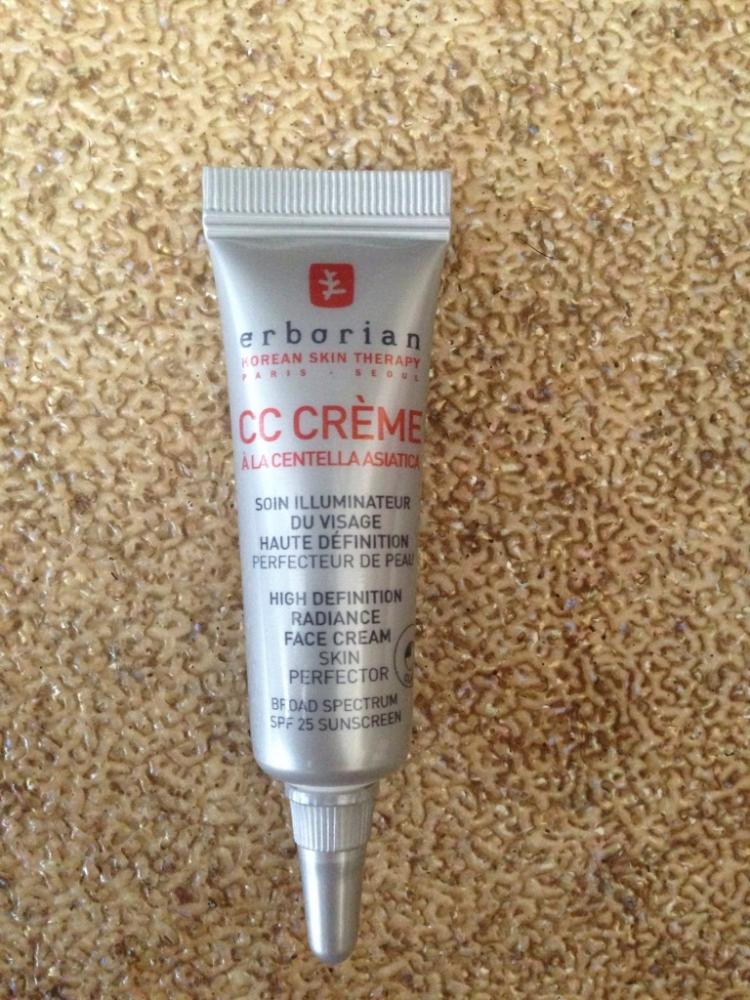 erborian
KOREAN SKIN THERAPY
PARIS - SEOUL
CC CRÈME
À LA CENTELLA ASIATICA
SOIN ILLUMINATEUR
DU VISAGE
HAUTE DÉFINITION
PERFECTEUR DE PEAU
HIGH DEFINITION
RADIANCE
FACE CREAM
SKIN
PERFECTOR
BROAD SPECTRUM
SPF 25 SUNSCREEN